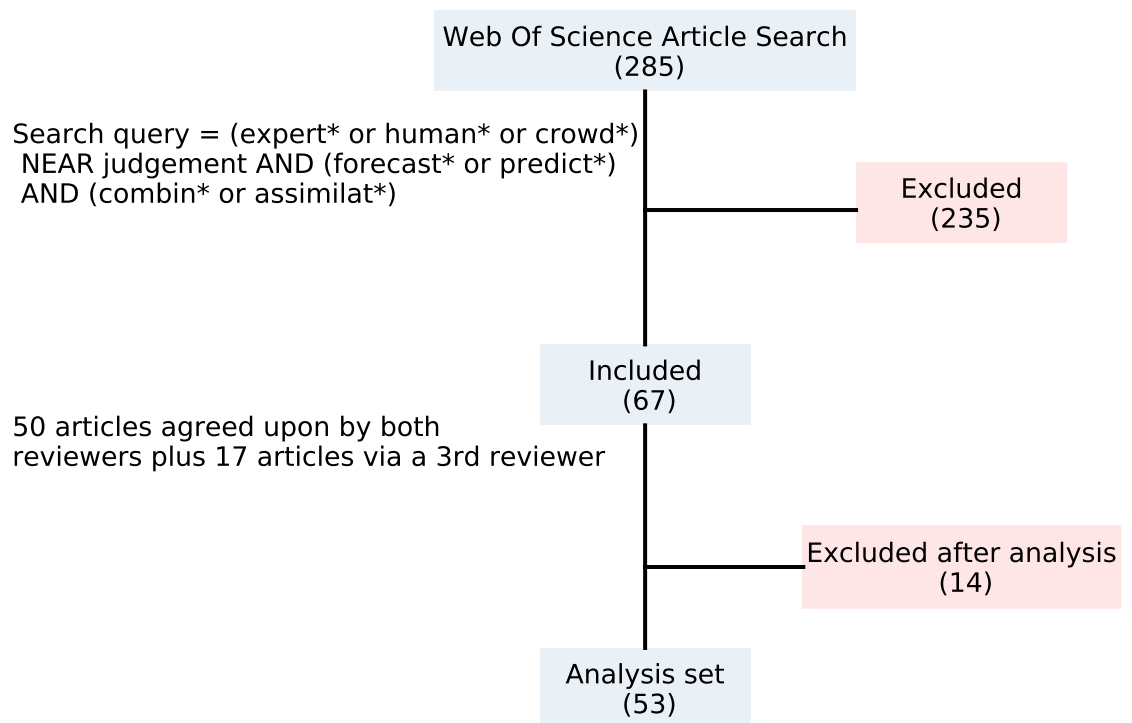 Web Of Science Article Search
(285)
Search query = (expert* or human* or crowd*)
NEAR judgement AND (forecast* or predict*)
AND (combin* or assimilat*)
Excluded
(235)
Included
(67)
50 articles agreed upon by both
reviewers plus 17 articles via a 3rd reviewer
Excluded after analysis
(14)
Analysis set
(53)